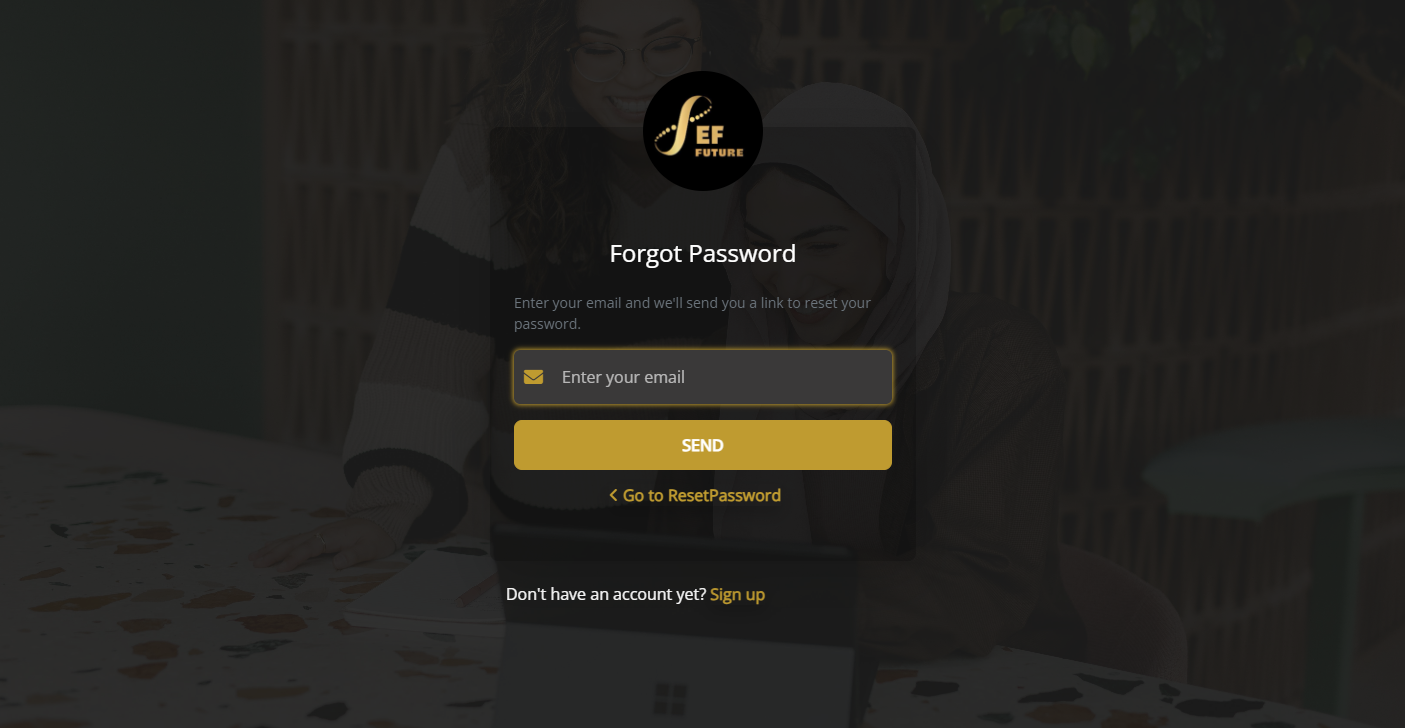 EF
FUTURE
Forgot Password
Enter your email and we'll send you a link to reset your
password.
Enter your email
SEND
Go to ResetPassword
Don't have an account yet? Sign up